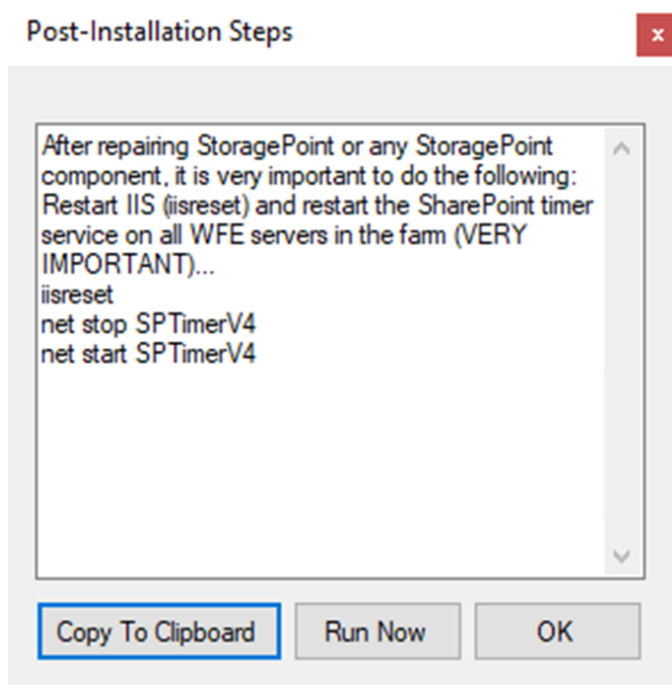 Post-Installation Steps
x
After repairing StoragePoint or any StoragePoint
component, it is very important to do the following:
Restart IIS (iisreset) and restart the SharePoint timer
service on all WFE servers in the farm (VERY
IMPORTANT)...
iisreset
net stop SPTimerV4
net start SPTimerV4
Copy To Clipboard Run Now OK